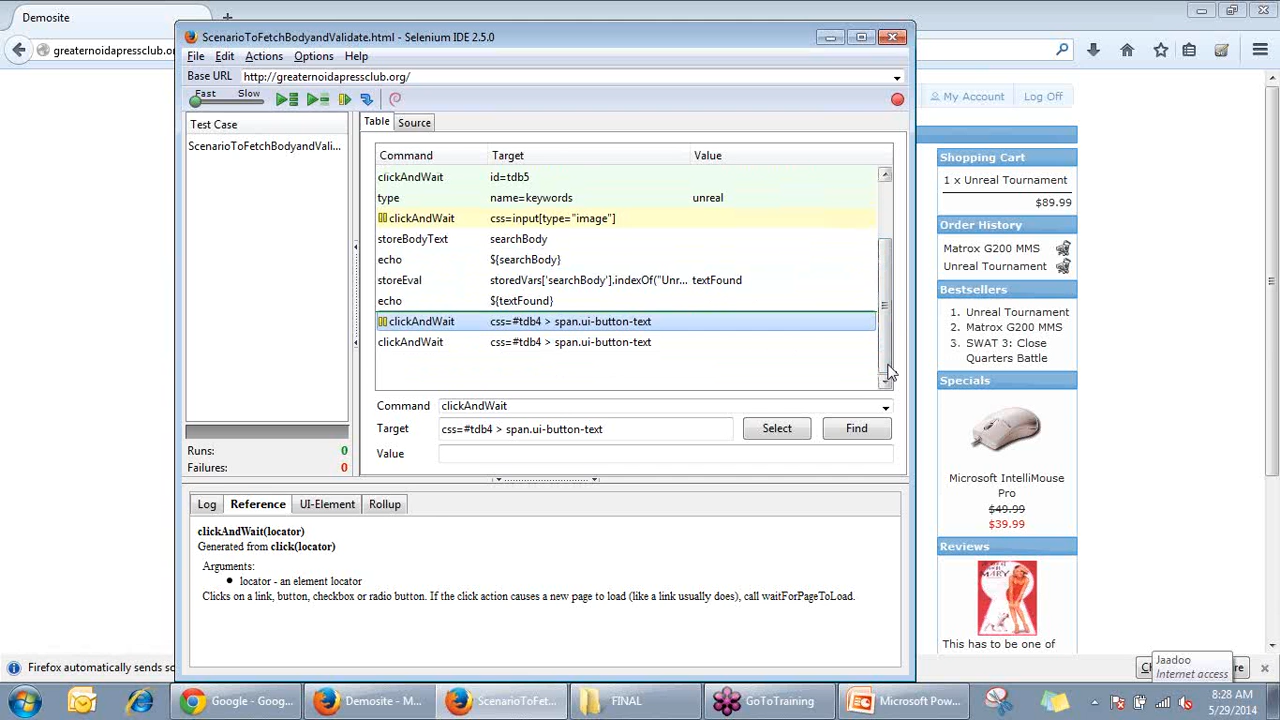 Demosite
ScenarioToFetchBodyandValidate.html - Selenium IDE 2.5.0
greaternoidapressclub.org/
File Edit Actions Options Help
Base URL http://greaternoidapressclub.org/
Fast Slow
My Account Log Off
Test Case
ScenarioToFetchBodyandVali...
Table Source
Command Target Value
clickAndWait id=tdb5
type name=keywords unreal
clickAndWait css=input[type="image"]
storeBodyText searchBody
echo ${searchBody}
storeEval storedVars['searchBody'].indexOf("Unr... textFound
echo ${textFound}
clickAndWait css=#tdb4 > span.ui-button-text
clickAndWait css=#tdb4 > span.ui-button-text
Command clickAndWait
Target css=#tdb4 > span.ui-button-text Select Find
Value
Runs: 0
Failures: 0
Log Reference UI-Element Rollup
clickAndWait(locator)
Generated from click(locator)
Arguments:
locator - an element locator
Clicks on a link, button, checkbox or radio button. If the click action causes a new page to load (like a link usually does), call waitForPageToLoad.
Shopping Cart
1 x Unreal Tournament
$89.99
Order History
Matrox G200 MMS
Unreal Tournament
Bestsellers
1. Unreal Tournament
2. Matrox G200 MMS
3. SWAT 3: Close
Quarters Battle
Specials
Microsoft IntelliMouse
Pro
$49.99
$39.99
Reviews
This has to be one of
Firefox automatically sends
Jaadoo
Internet access
Google - Goog...
Demosite - M...
ScenarioToFet...
FINAL
GoToTraining
Microsoft Pow...
8:28 AM
5/29/2014